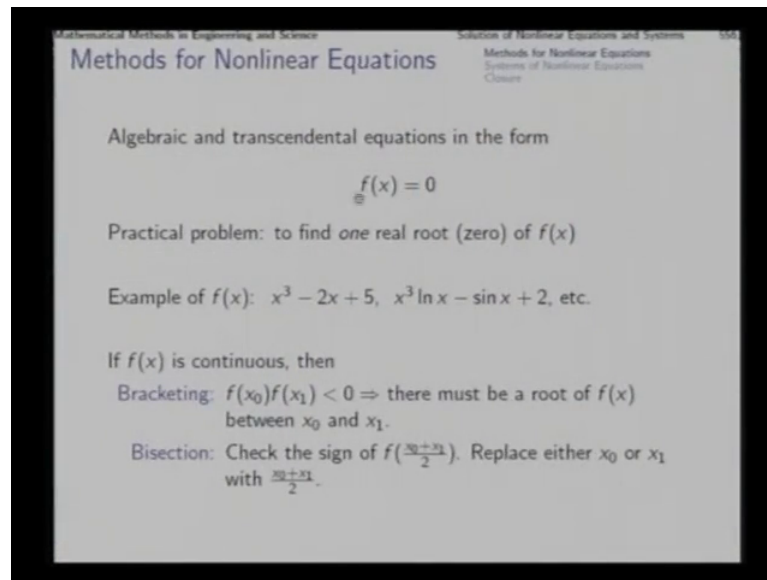 Mathematical Methods in Engineering and Science Solution of Nonlinear Equations and Systems 556,
Methods for Nonlinear Equations
Methods for Nonlinear Equations
Systems of Nonlinear Equations
Closure
Algebraic and transcendental equations in the form
f(x) = 0
Practical problem: to find one real root (zero) of f(x)
Example of f(x): x³ − 2x + 5, x³ ln x − sin x + 2, etc.
If f(x) is continuous, then
Bracketing: f(x₀)f(x₁) < 0 ⇒ there must be a root of f(x)
between x₀ and x₁.
Bisection: Check the sign of f((x₀+x₁)/2). Replace either x₀ or x₁
with (x₀+x₁)/2.